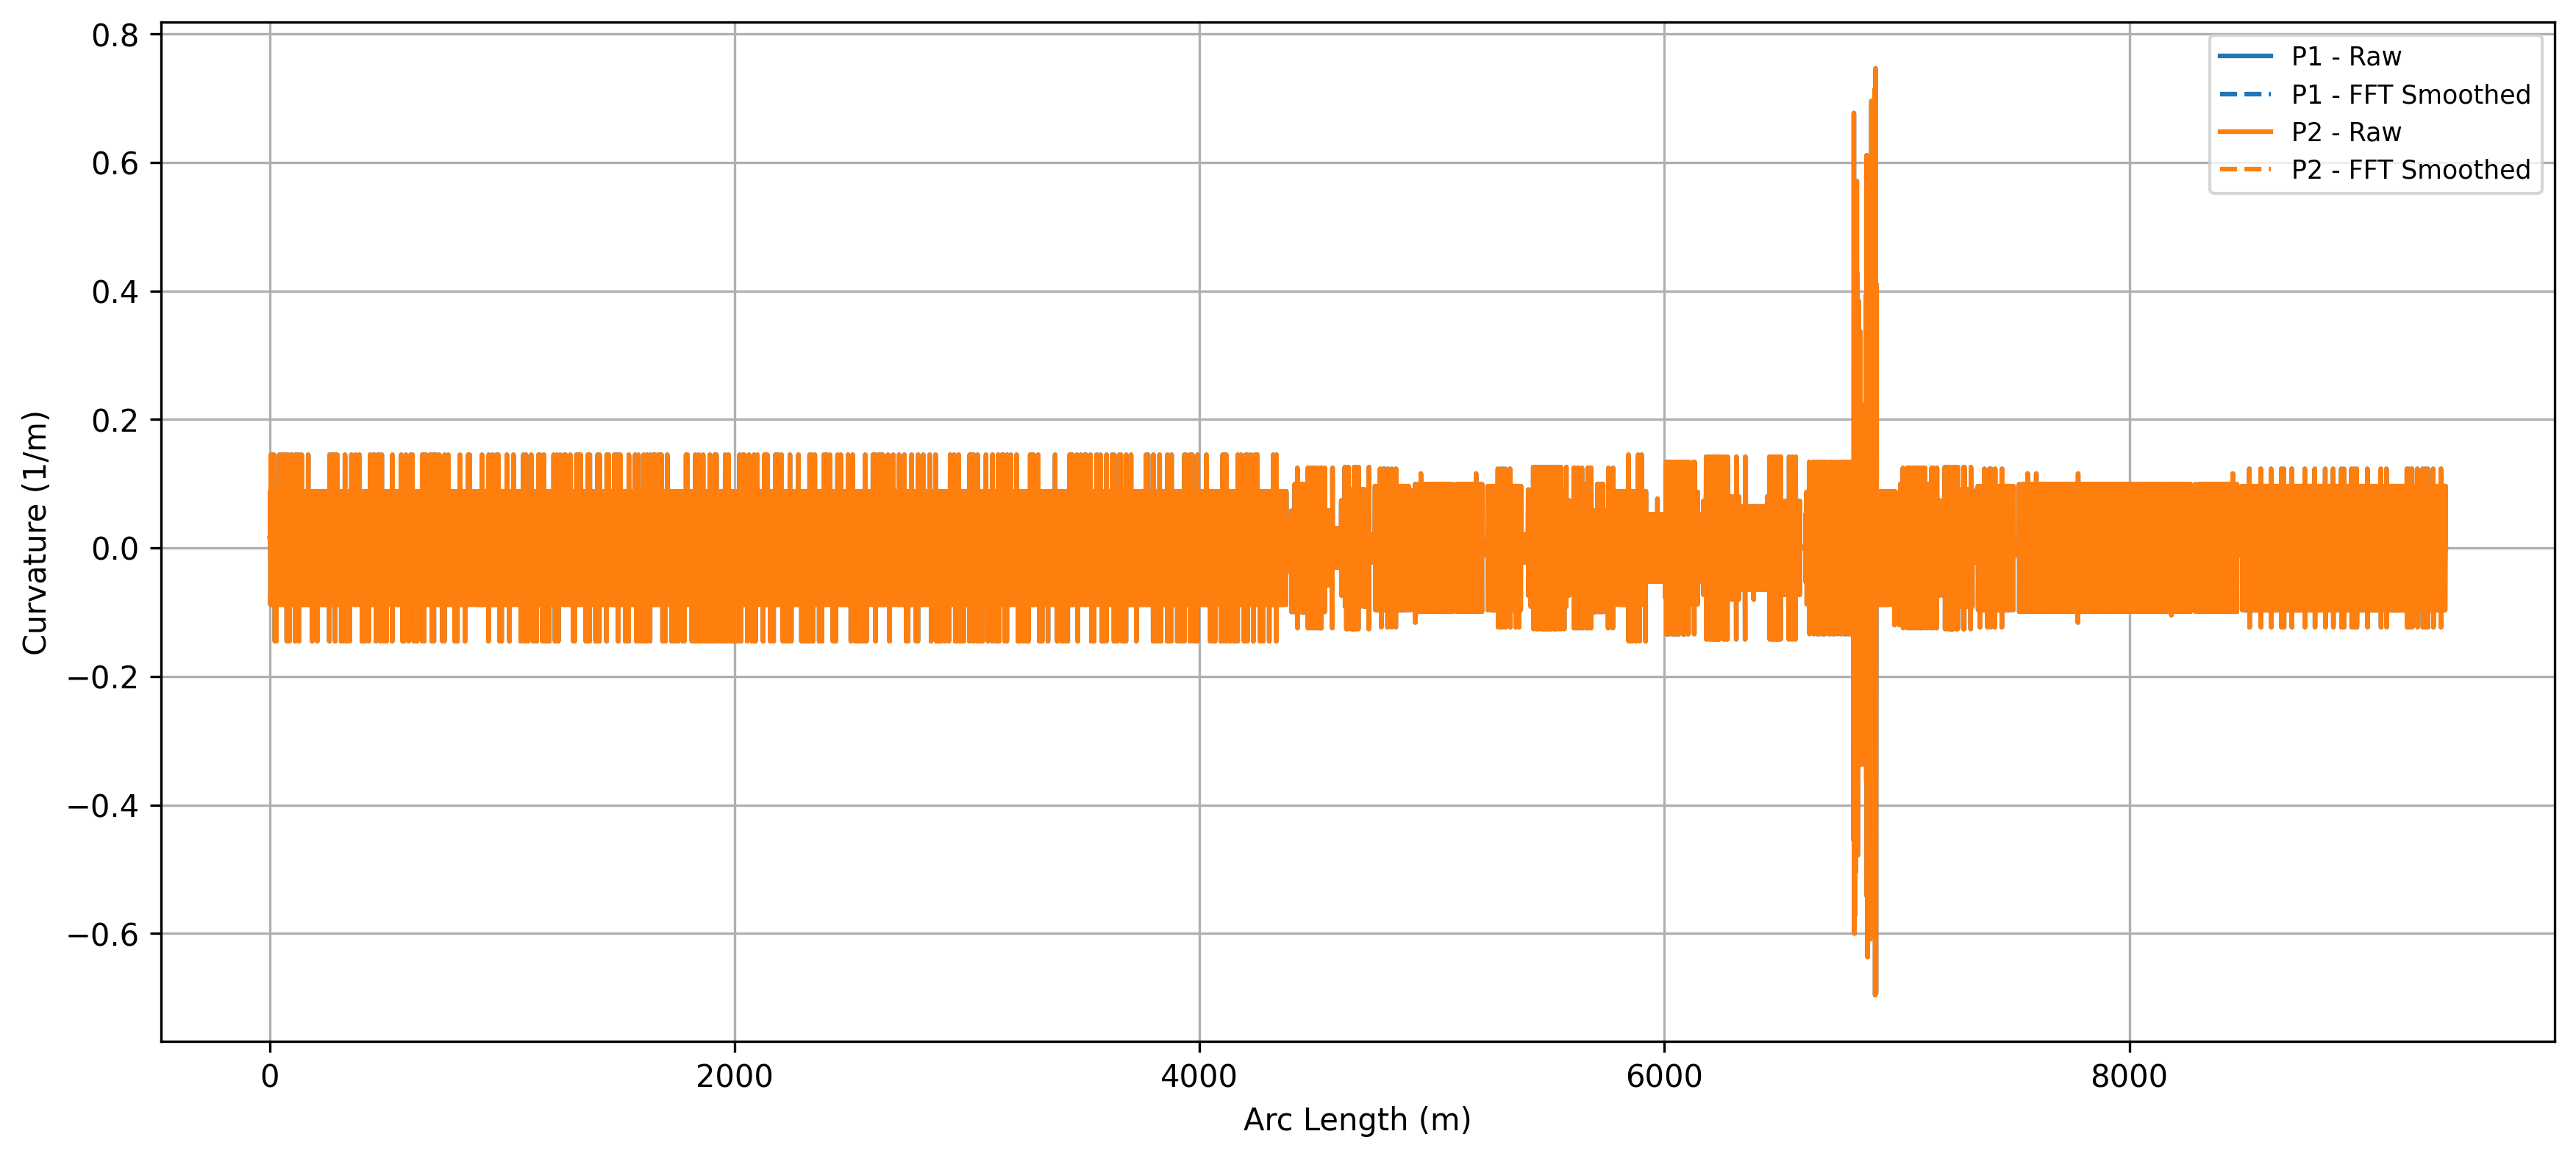 0.8
0.6
0.4
0.2
0.0
−0.2
−0.4
−0.6
Curvature (1/m)
0 2000 4000 6000 8000
Arc Length (m)
P1 - Raw
P1 - FFT Smoothed
P2 - Raw
P2 - FFT Smoothed